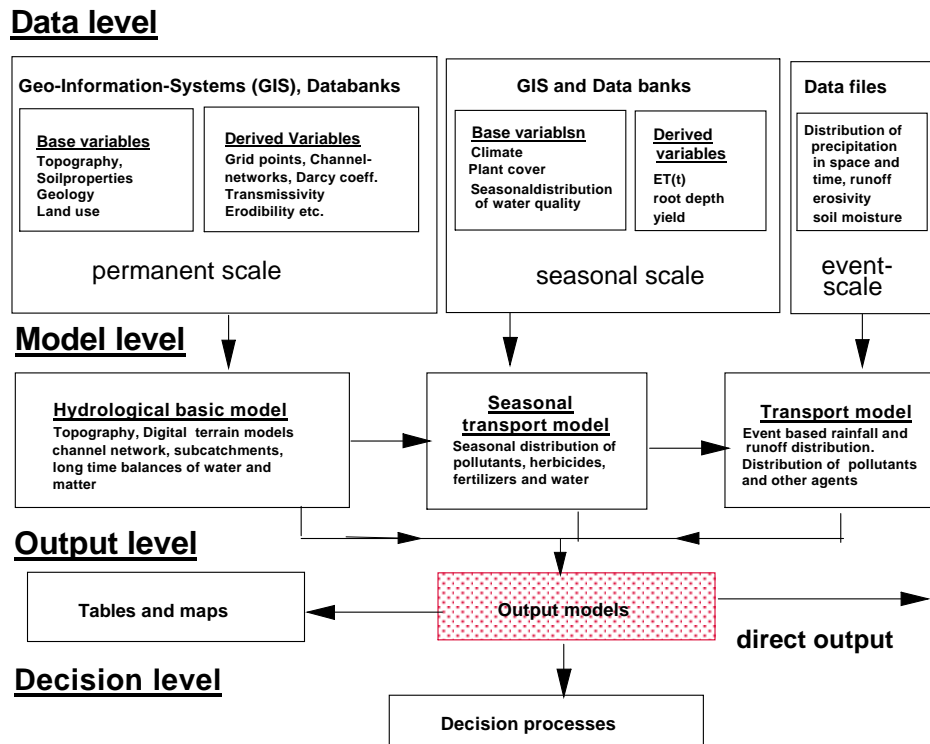 Data level
Geo-Information-Systems (GIS), Databanks
Base variables
Topography,
Soilproperties
Geology
Land use
Derived Variables
Grid points, Channel-
networks, Darcy coeff.
Transmissivity
Erodibility etc.
permanent scale
GIS and Data banks
Base variablsn
Climate
Plant cover
Seasonaldistribution
of water quality
Derived
variables
ET(t)
root depth
yield
seasonal scale
Data files
Distribution of
precipitation
in space and
time, runoff
erosivity
soil moisture
event-
scale
Model level
Hydrological basic model
Topography, Digital terrain models
channel network, subcatchments,
long time balances of water and
matter
Seasonal
transport model
Seasonal distribution of
pollutants, herbicides,
fertilizers and water
Transport model
Event based rainfall and
runoff distribution.
Distribution of pollutants
and other agents
Output level
Tables and maps
Output models
direct output
Decision level
Decision processes